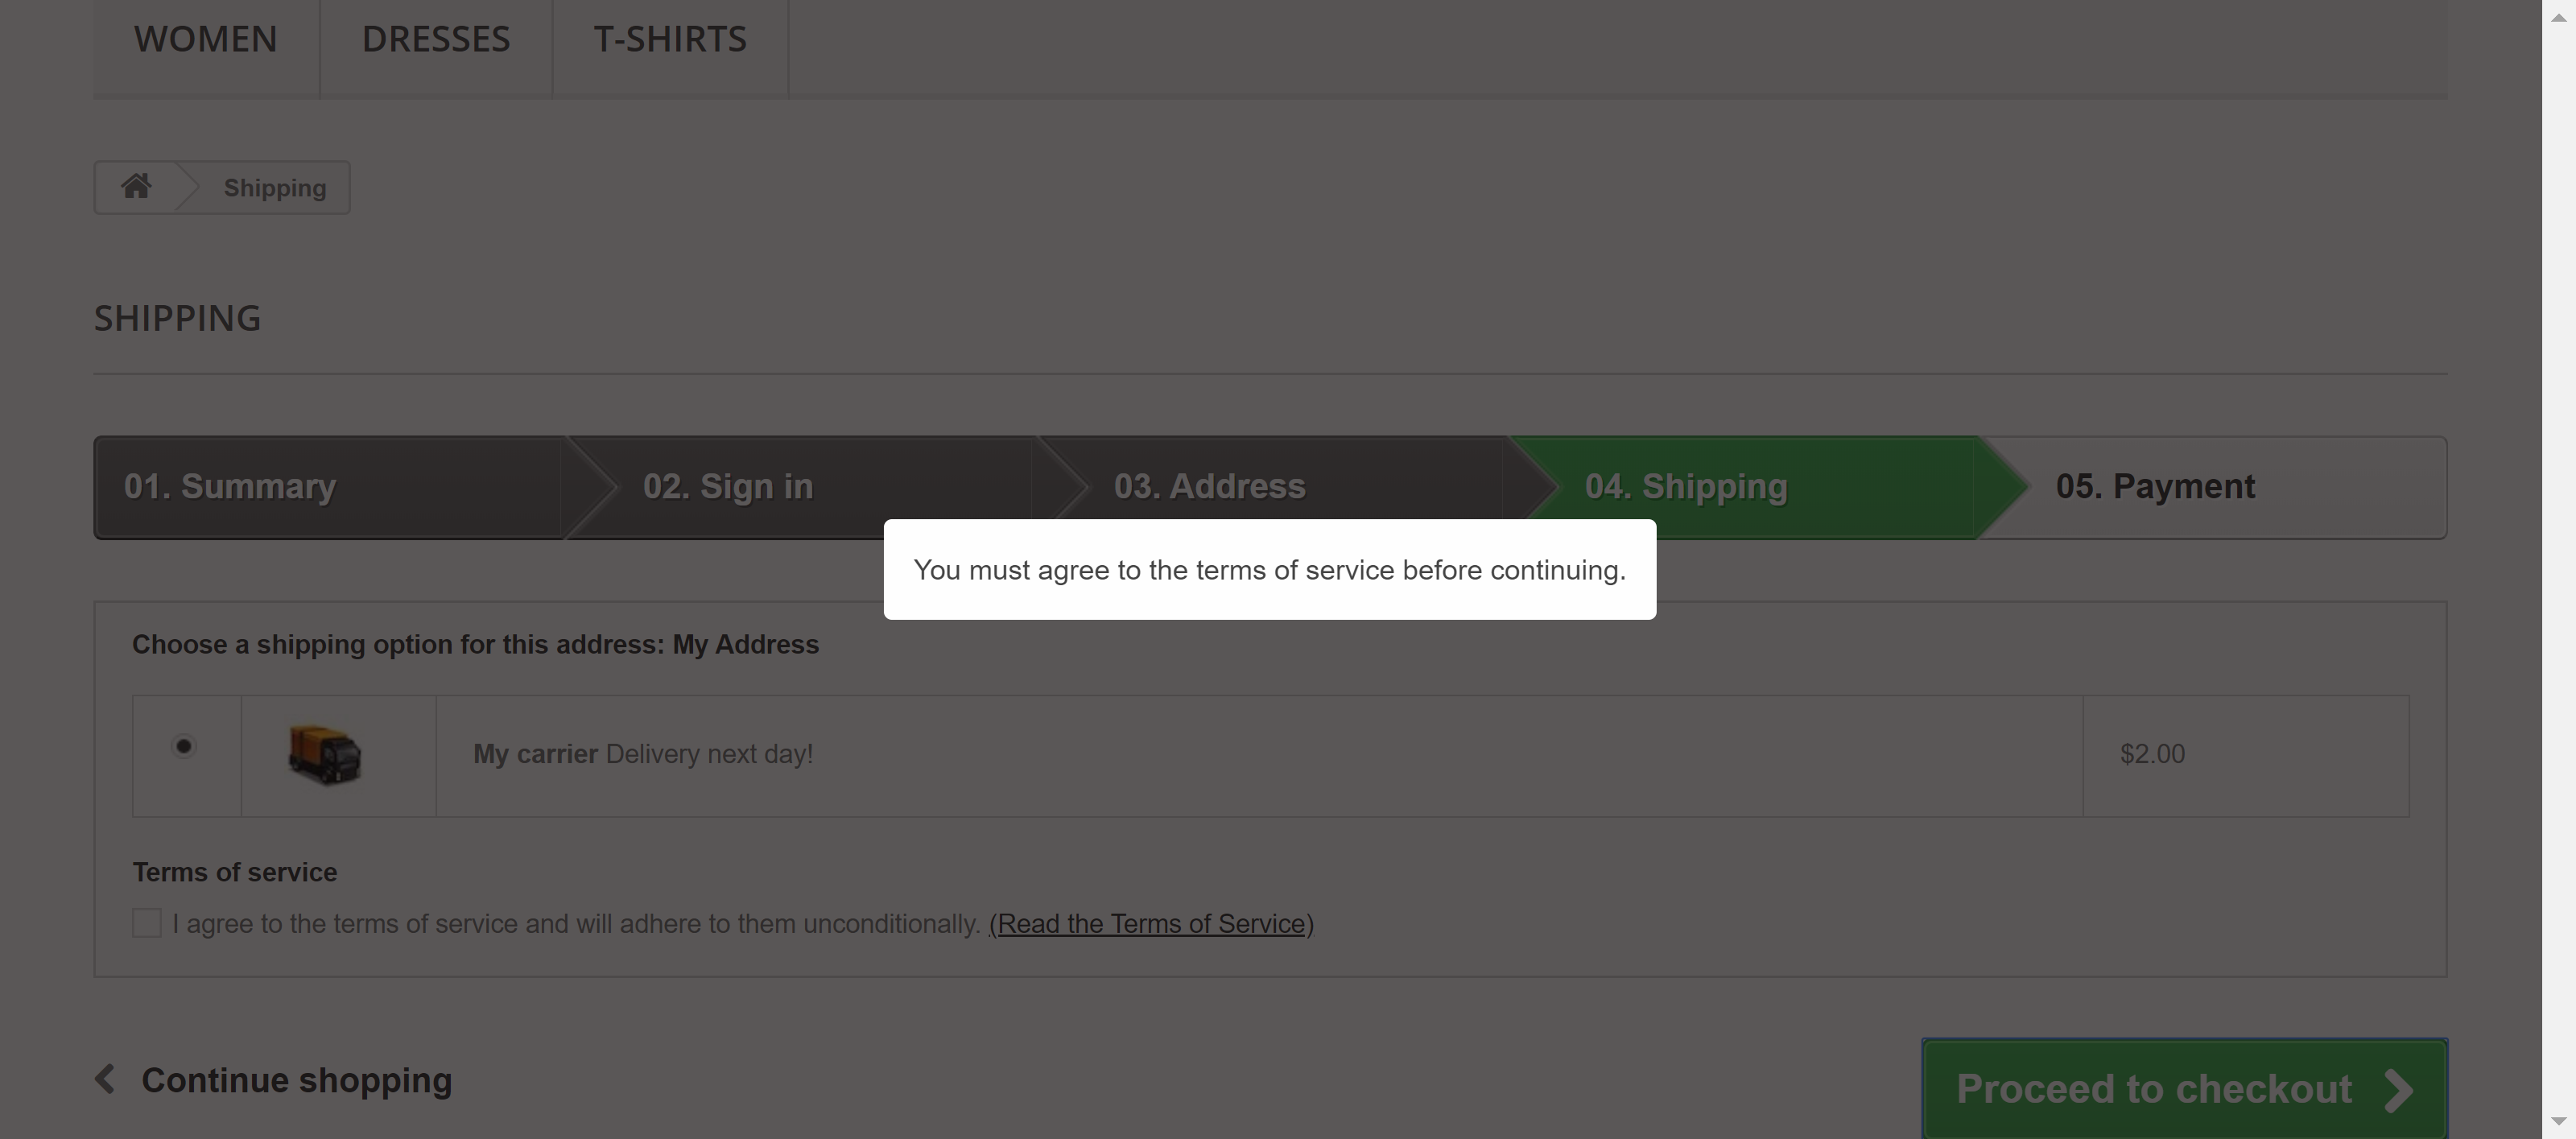 WOMEN DRESSES T-SHIRTS
Shipping
SHIPPING
01. Summary 02. Sign in 03. Address 04. Shipping 05. Payment
You must agree to the terms of service before continuing.
Choose a shipping option for this address: My Address
My carrier Delivery next day! $2.00
Terms of service
I agree to the terms of service and will adhere to them unconditionally. (Read the Terms of Service)
Continue shopping Proceed to checkout